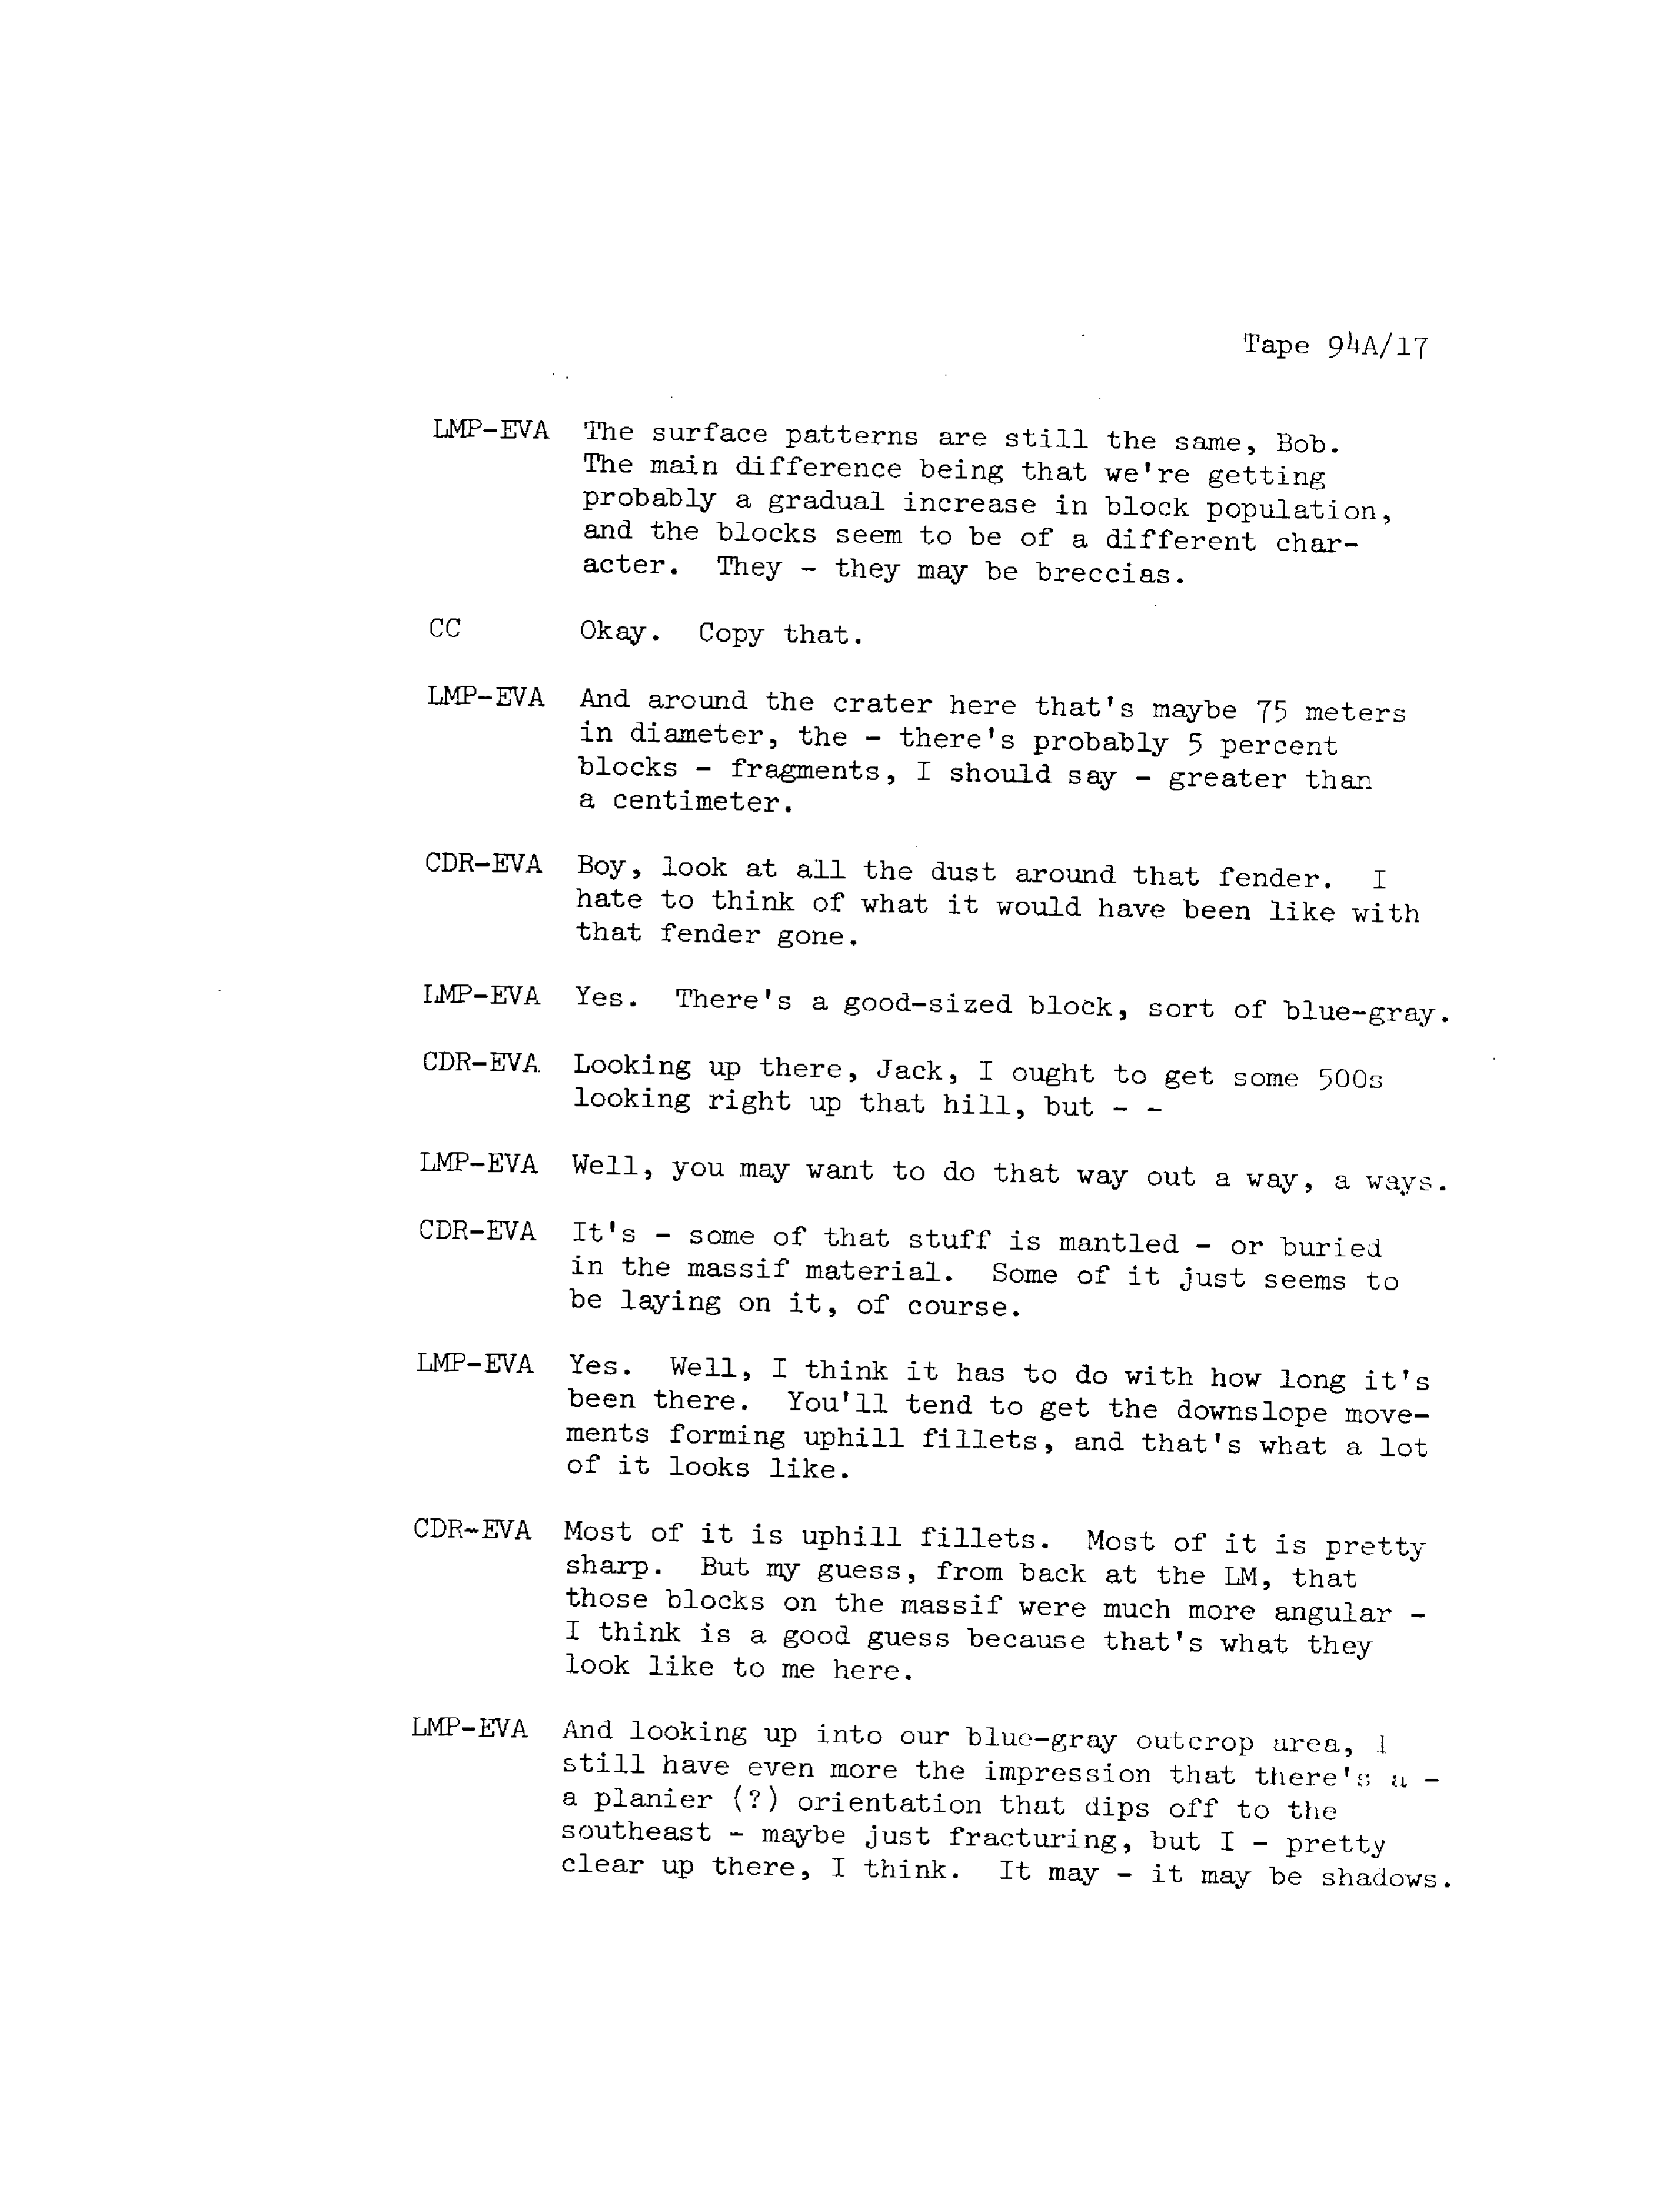 Tape 94A/17
LMP-EVA The surface patterns are still the same, Bob.
The main difference being that we're getting
probably a gradual increase in block population,
and the blocks seem to be of a different char-
acter. They - they may be breccias.
CC Okay. Copy that.
LMP-EVA And around the crater here that's maybe 75 meters
in diameter, the - there's probably 5 percent
blocks - fragments, I should say - greater than
a centimeter.
CDR-EVA Boy, look at all the dust around that fender. I
hate to think of what it would have been like with
that fender gone.
LMP-EVA Yes. There's a good-sized block, sort of blue-gray.
CDR-EVA Looking up there, Jack, I ought to get some 500s
looking right up that hill, but - -
LMP-EVA Well, you may want to do that way out a way, a ways.
CDR-EVA It's - some of that stuff is mantled - or buried
in the massif material. Some of it just seems to
be laying on it, of course.
LMP-EVA Yes. Well, I think it has to do with how long it's
been there. You'll tend to get the downslope move-
ments forming uphill fillets, and that's what a lot
of it looks like.
CDR-EVA Most of it is uphill fillets. Most of it is pretty
sharp. But my guess, from back at the LM, that
those blocks on the massif were much more angular -
I think is a good guess because that's what they
look like to me here.
LMP-EVA And looking up into our blue-gray outcrop area, I
still have even more the impression that there's a -
a planier (?) orientation that dips off to the
southeast - maybe just fracturing, but I - pretty
clear up there, I think. It may - it may be shadows.